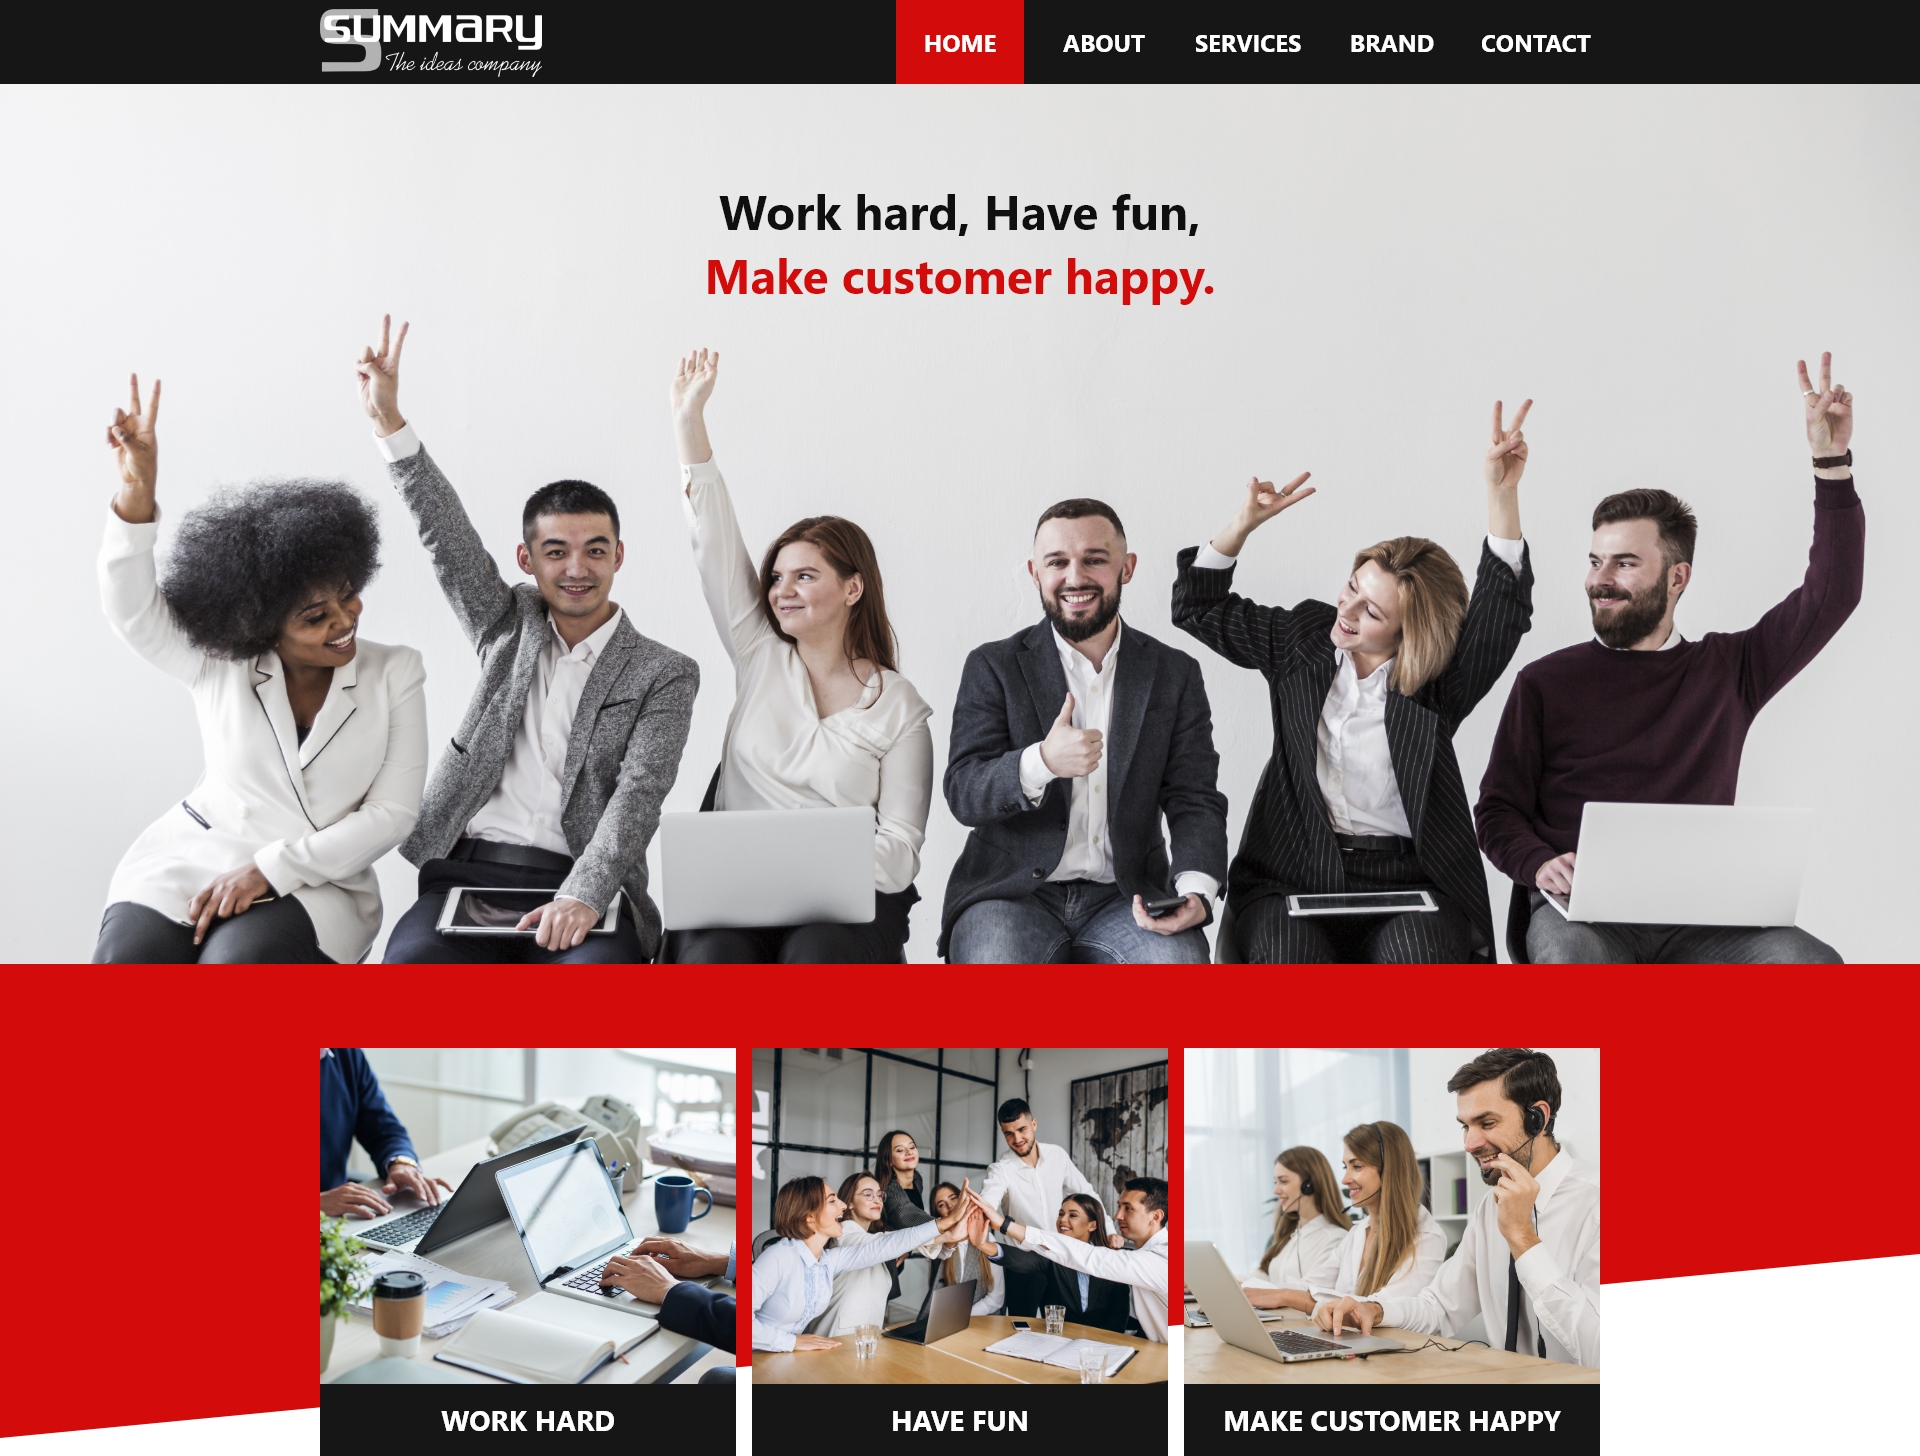 SUMMARY
The ideas company
HOME ABOUT SERVICES BRAND CONTACT
Work hard, Have fun,
Make customer happy.
WORK HARD
HAVE FUN
MAKE CUSTOMER HAPPY